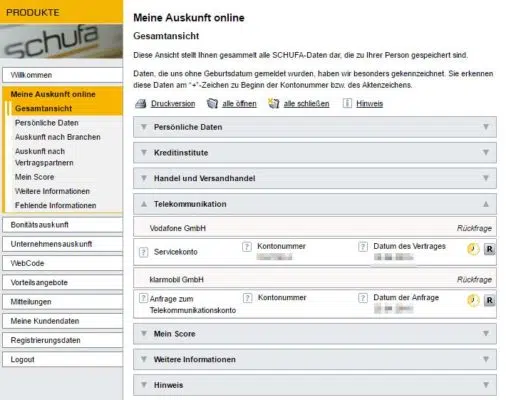 PRODUKTE
schufa
Willkommen
Meine Auskunft online
Gesamtansicht
Persönliche Daten
Auskunft nach Branchen
Auskunft nach
Vertragspartnern
Mein Score
Weitere Informationen
Fehlende Informationen
Bonitätsauskunft
Unternehmensauskunft
WebCode
Vorteilsangebote
Mitteilungen
Meine Kundendaten
Registrierungsdaten
Logout
Meine Auskunft online
Gesamtansicht
Diese Ansicht stellt Ihnen gesammelt alle SCHUFA-Daten dar, die zu Ihrer Person gespeichert sind.
Daten, die uns ohne Geburtsdatum gemeldet wurden, haben wir besonders gekennzeichnet. Sie erkennen
diese Daten am "+"-Zeichen zu Beginn der Kontonummer bzw. des Aktenzeichens.
Druckversion alle öffnen alle schließen Hinweis
Persönliche Daten
Kreditinstitute
Handel und Versandhandel
Telekommunikation
Vodafone GmbH Rückfrage
? Servicekonto ? Kontonummer ? Datum des Vertrages R
klarmobil GmbH Rückfrage
? Anfrage zum ? Kontonummer ? Datum der Anfrage R
Telekommunikationskonto
Mein Score
Weitere Informationen
Hinweis